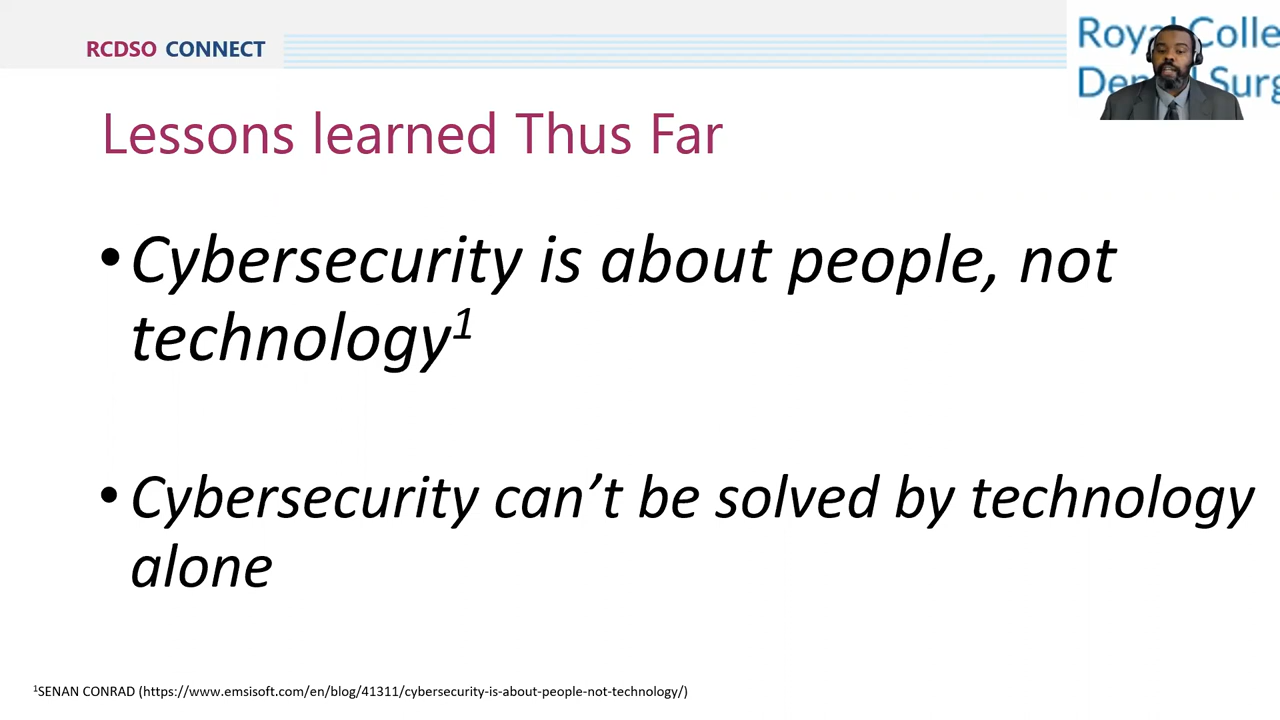 RCDSO CONNECT
Royal Colle
Dental Surg
Lessons learned Thus Far
• Cybersecurity is about people, not
technology¹
• Cybersecurity can’t be solved by technology
alone
¹SENAN CONRAD (https://www.emsisoft.com/en/blog/41311/cybersecurity-is-about-people-not-technology/)